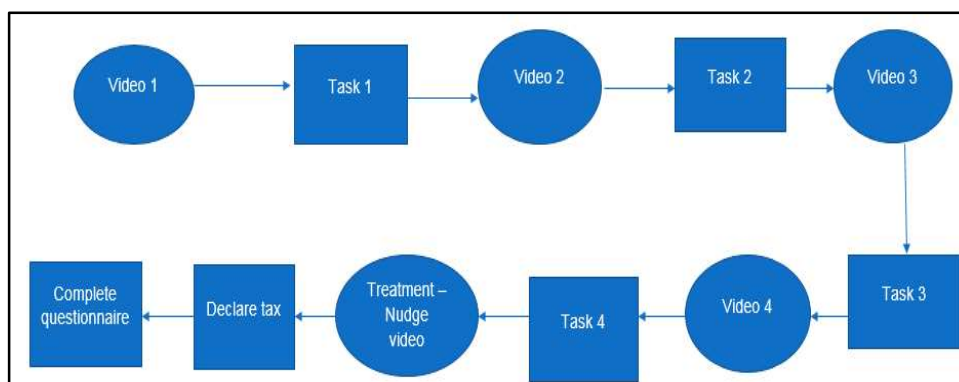 Video 1
Task 1
Video 2
Task 2
Video 3
Task 3
Video 4
Task 4
Treatment –
Nudge
video
Declare tax
Complete
questionnaire